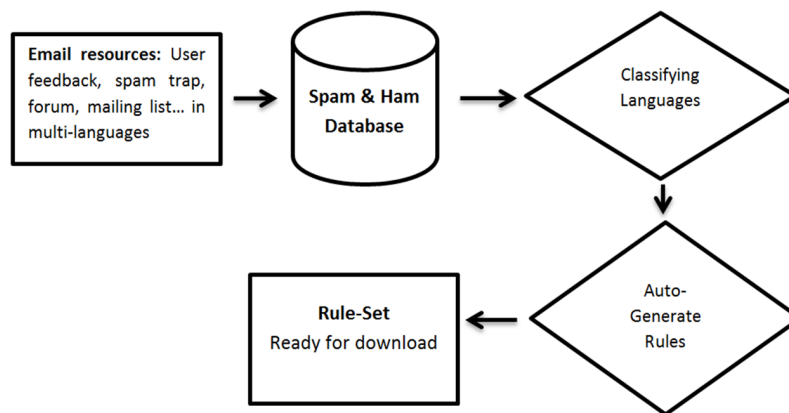 Email resources: User
feedback, spam trap,
forum, mailing list... in
multi-languages
Spam & Ham
Database
Classifying
Languages
Auto-
Generate
Rules
Rule-Set
Ready for download